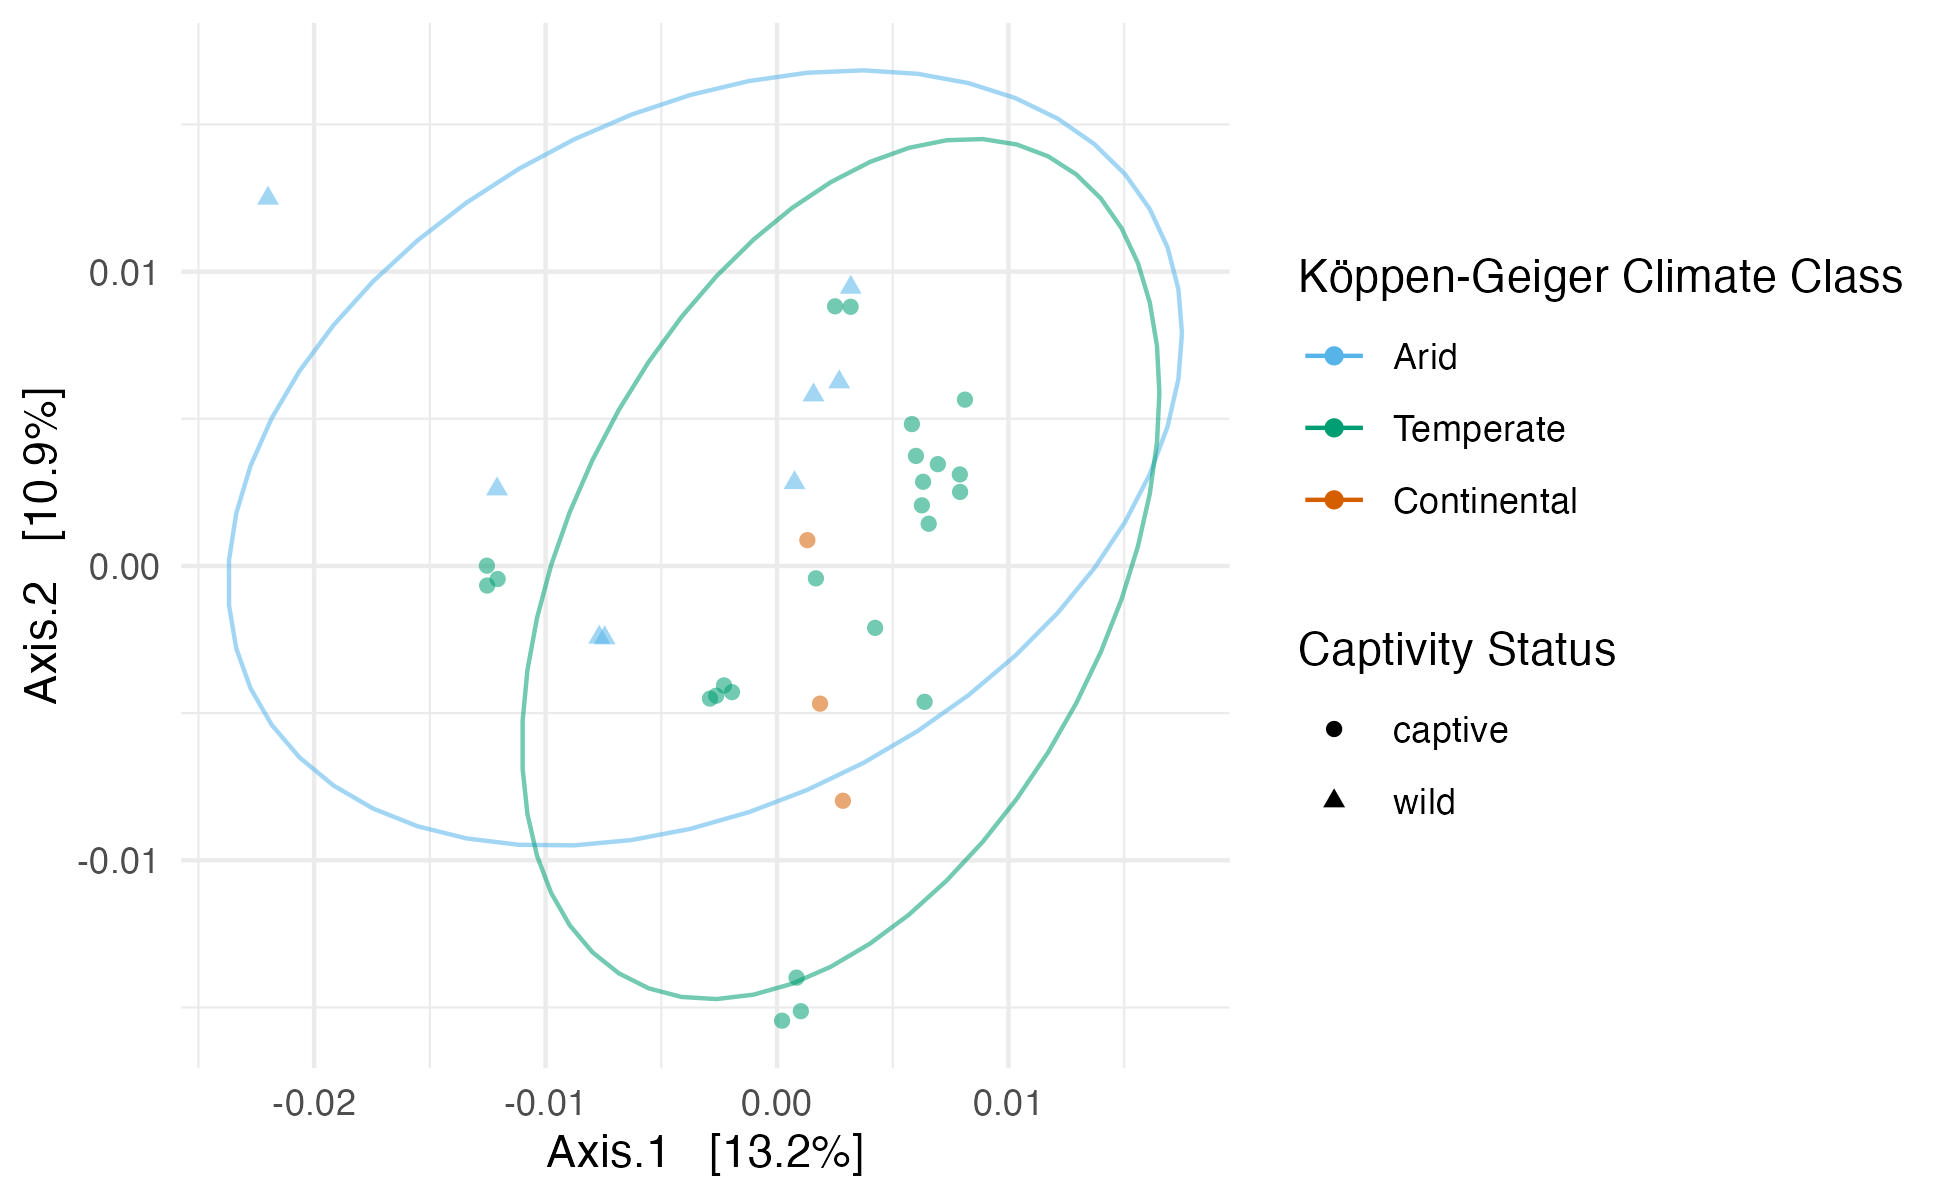 Axis.2 [10.9%]
0.01
0.00
-0.01
-0.02
-0.01
0.00
0.01
Axis.1 [13.2%]
Köppen-Geiger Climate Class
Arid
Temperate
Continental
Captivity Status
captive
wild